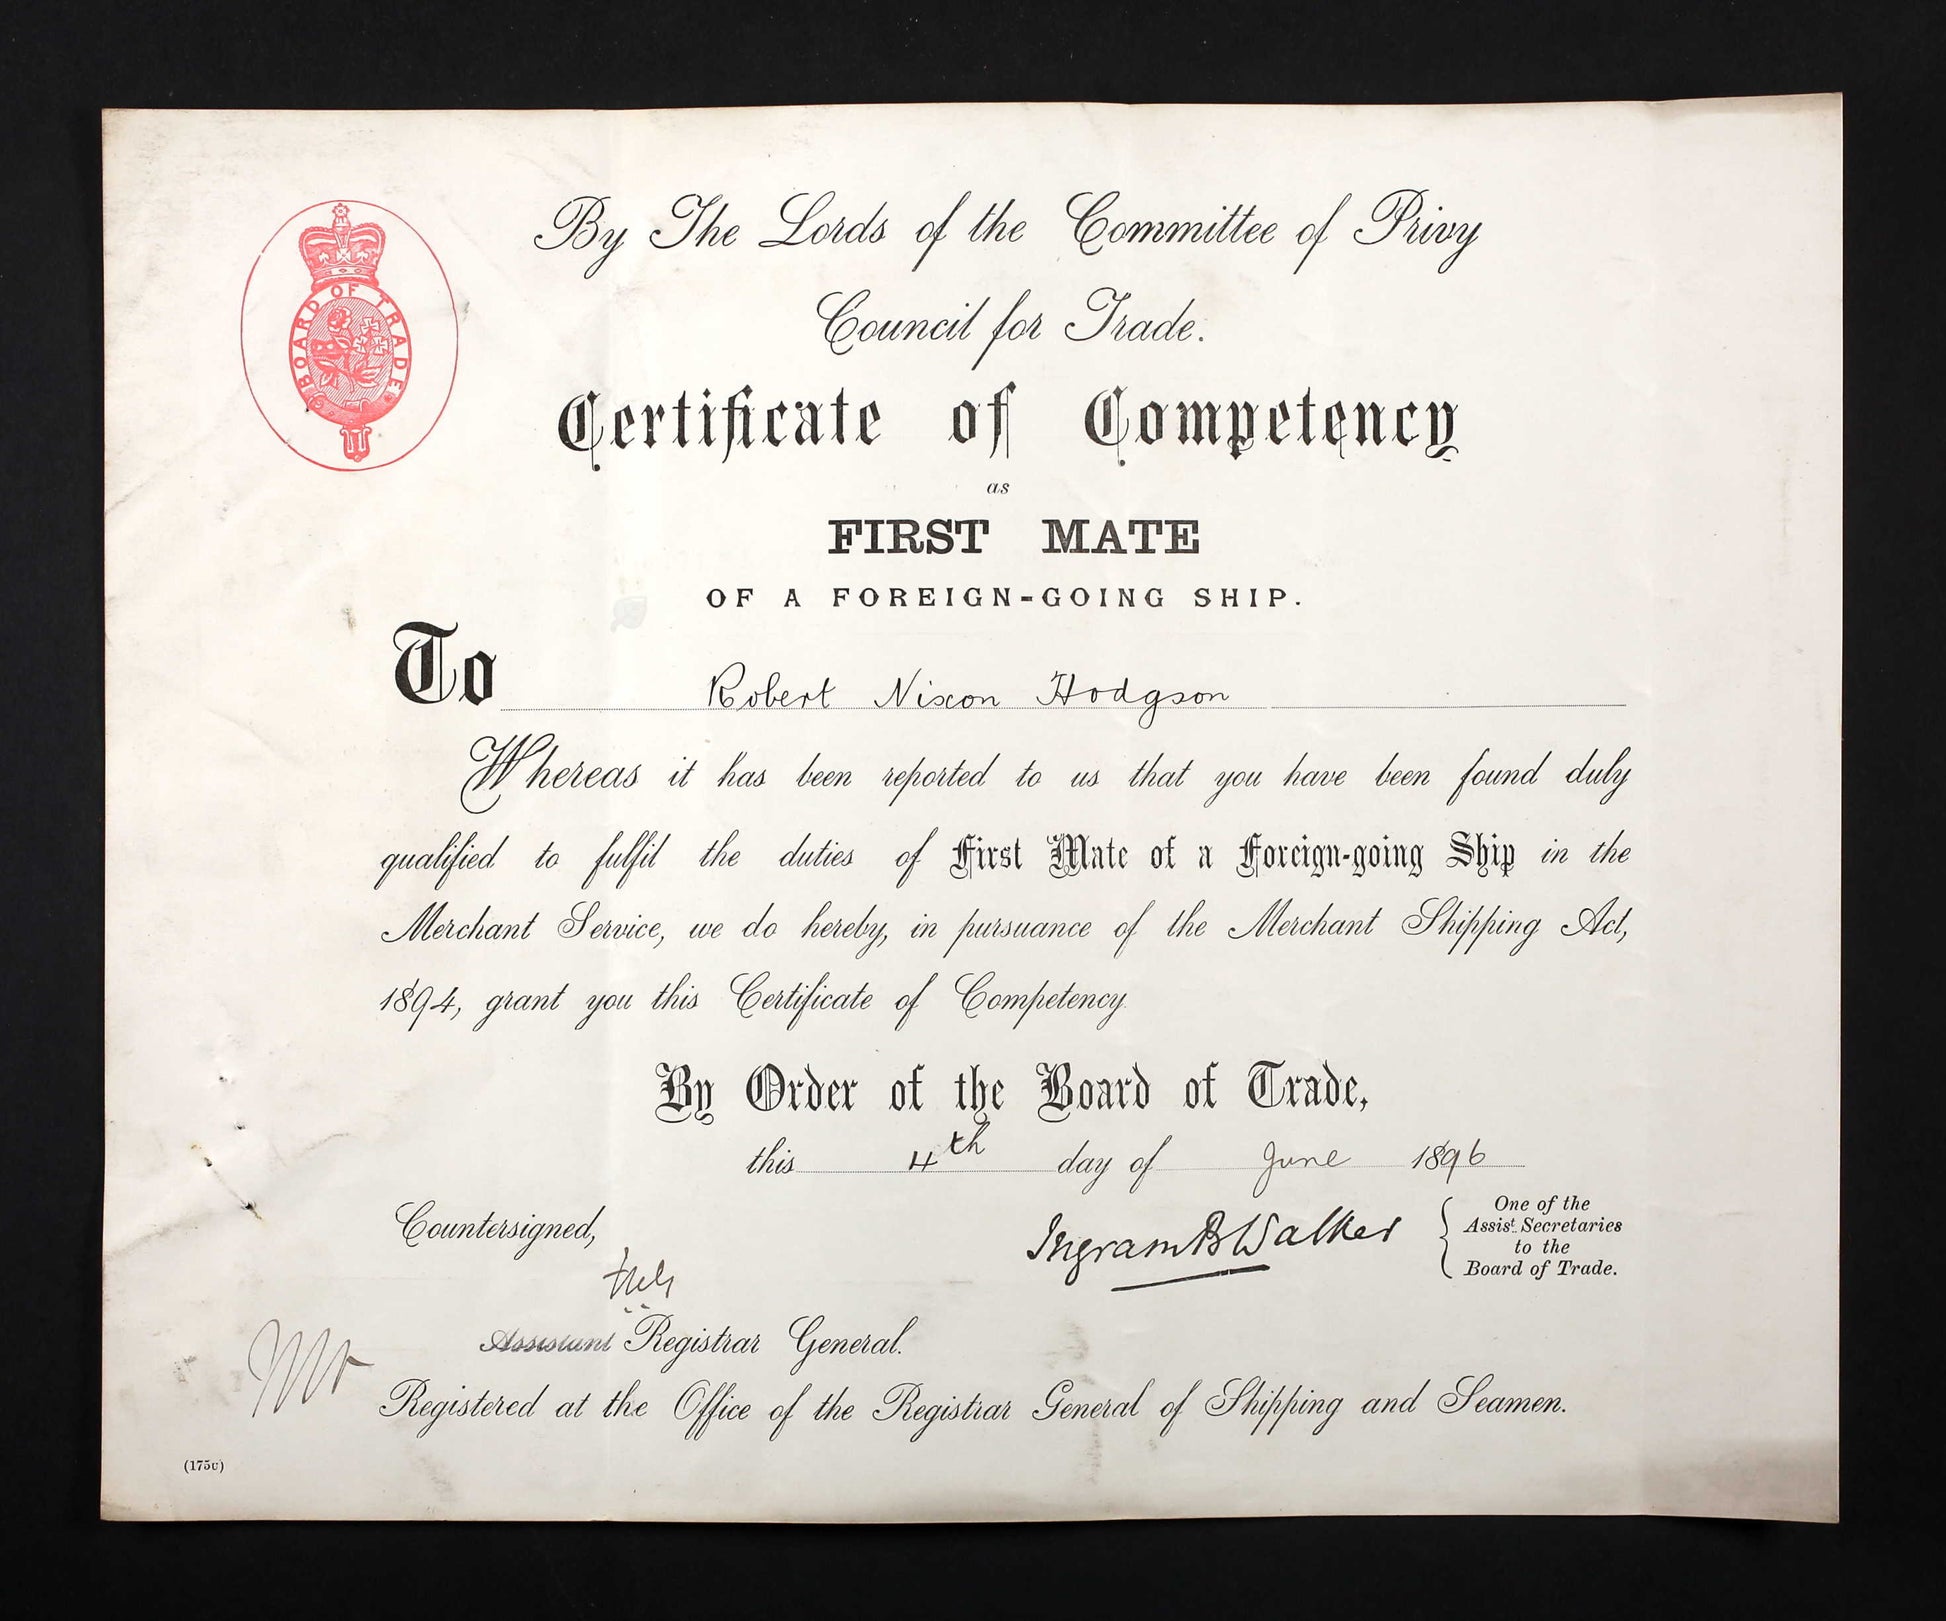 BOARD OF TRADE
By The Lords of the Committee of Privy
Council for Trade.
Certificate of Competency
as
FIRST MATE
OF A FOREIGN-GOING SHIP.
To Robert Nixon Hodgson
Whereas it has been reported to us that you have been found duly
qualified to fulfil the duties of First Mate of a Foreign-going Ship in the
Merchant Service, we do hereby, in pursuance of the Merchant Shipping Act,
1894, grant you this Certificate of Competency.
By Order of the Board of Trade,
this 4th day of June 1896
Countersigned,
Ingram B Walker
One of the
Assist. Secretaries
to the
Board of Trade.
Assistant Registrar General.
Registered at the Office of the Registrar General of Shipping and Seamen.
(175c)